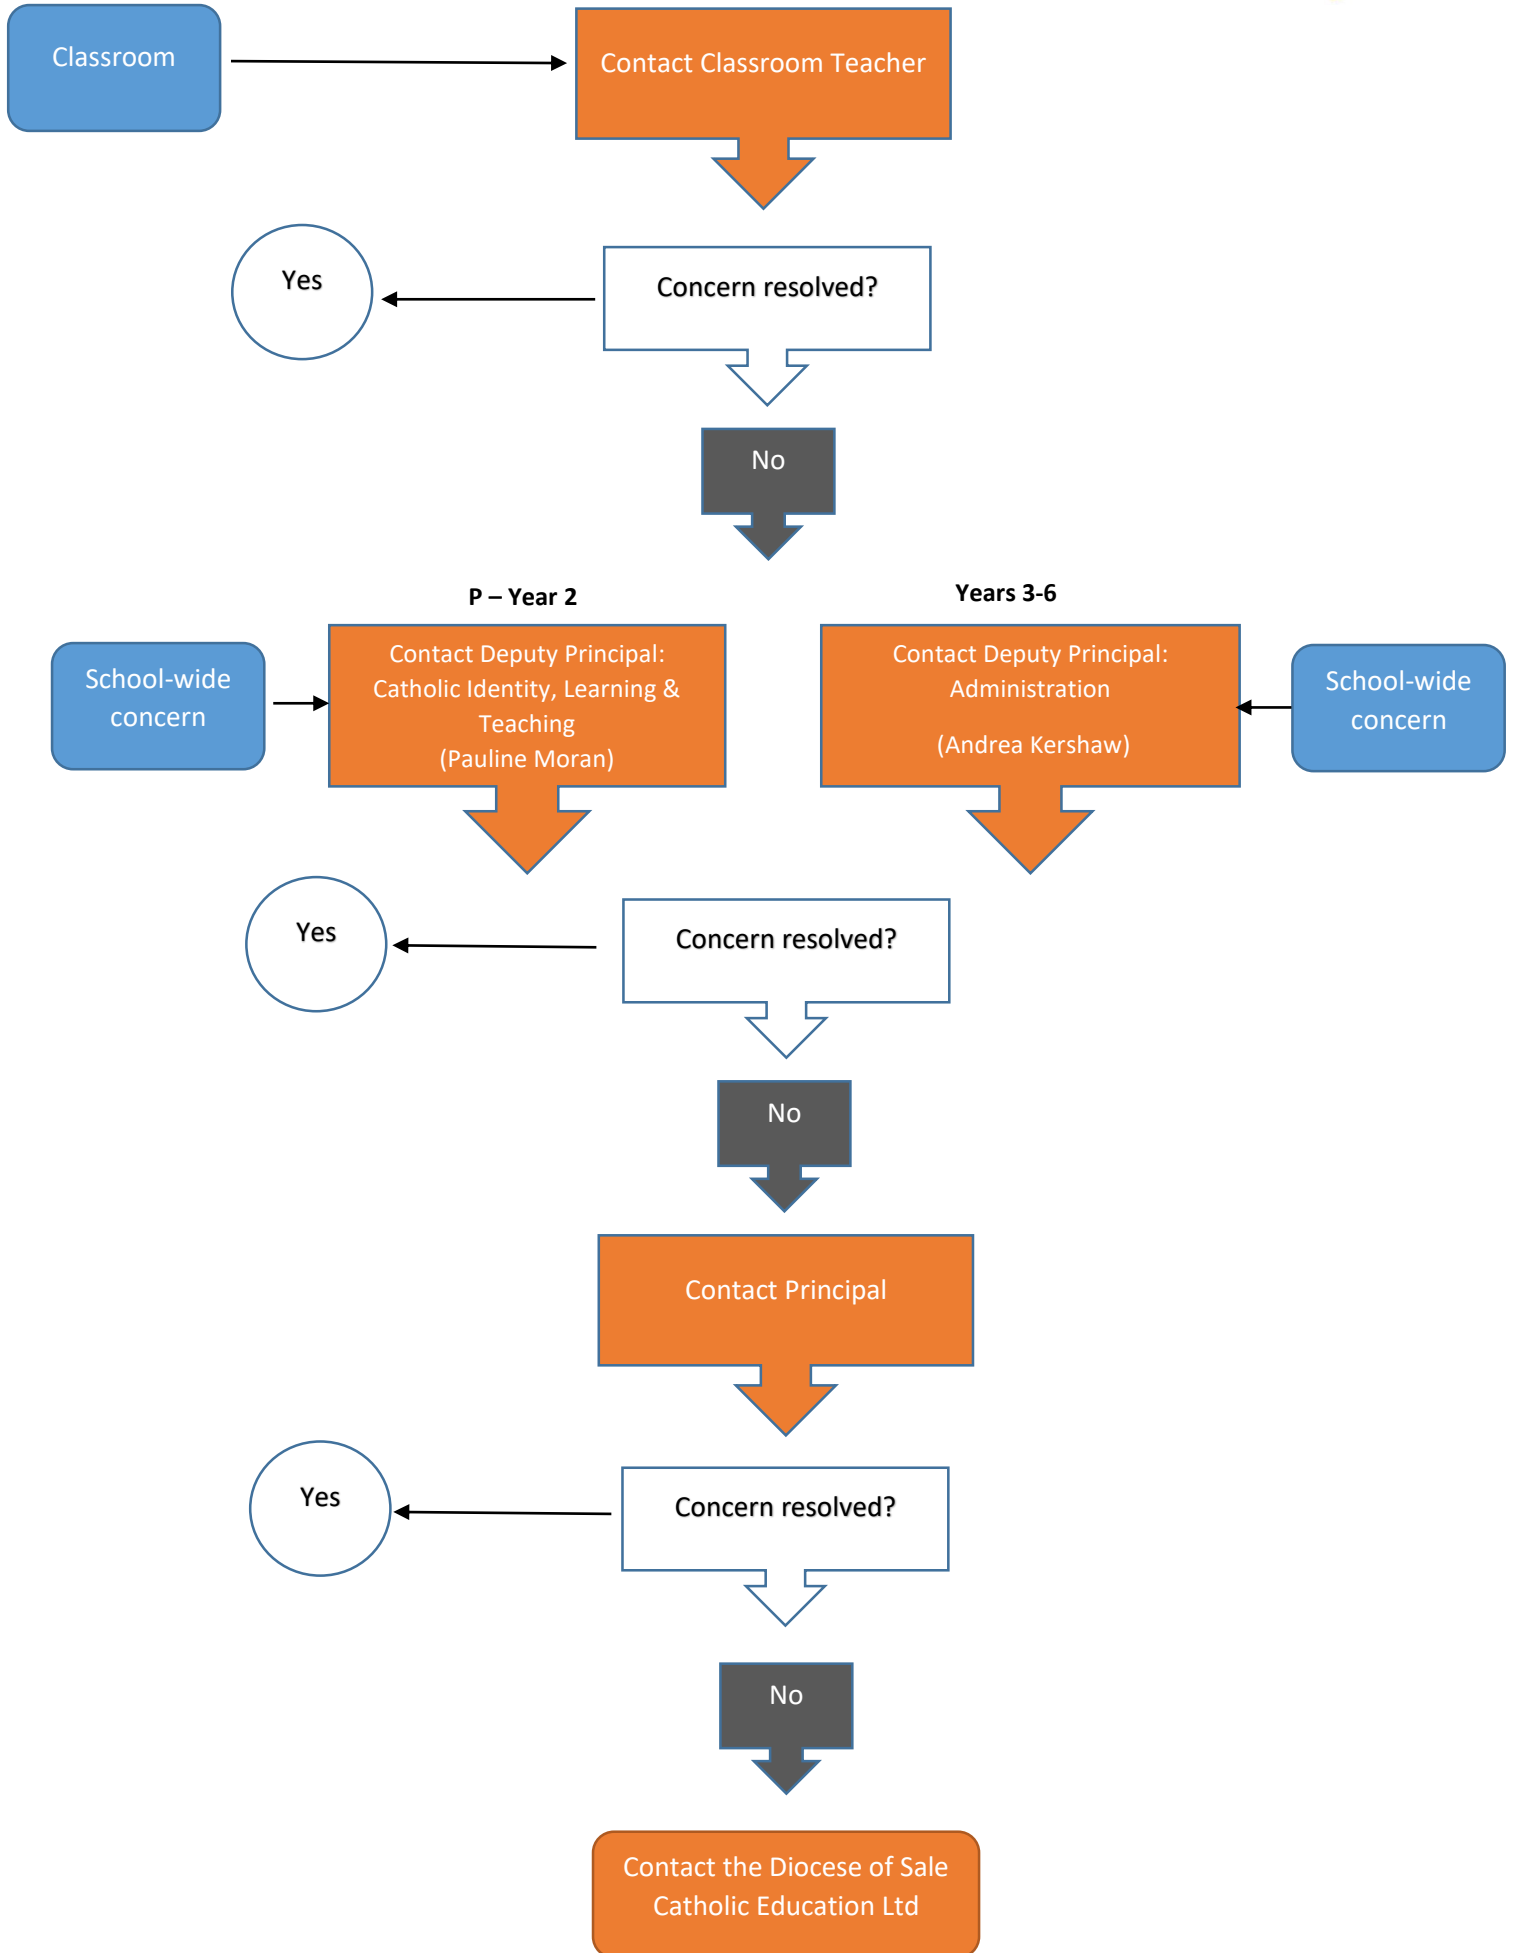 Classroom
Contact Classroom Teacher
Yes
Concern resolved?
No
P – Year 2
Years 3-6
School-wide
concern
Contact Deputy Principal:
Catholic Identity, Learning &
Teaching
(Pauline Moran)
Contact Deputy Principal:
Administration
(Andrea Kershaw)
School-wide
concern
Yes
Concern resolved?
No
Contact Principal
Yes
Concern resolved?
No
Contact the Diocese of Sale
Catholic Education Ltd